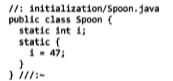 //: initialization/Spoon.java
public class Spoon {
  static int i;
  static {
    i = 47;
  }
} ///:~